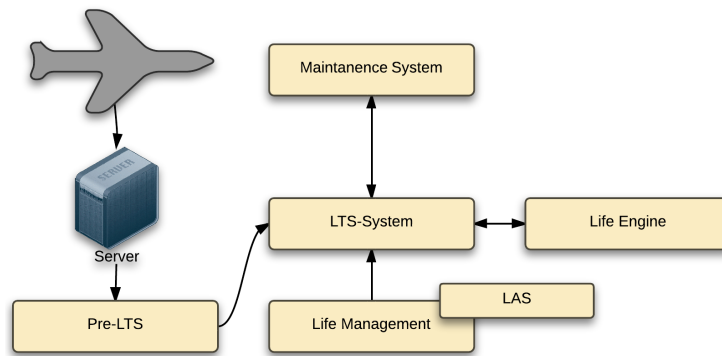 Maintanence System
SERVER
LTS-System
Life Engine
Server
LAS
Pre-LTS
Life Management